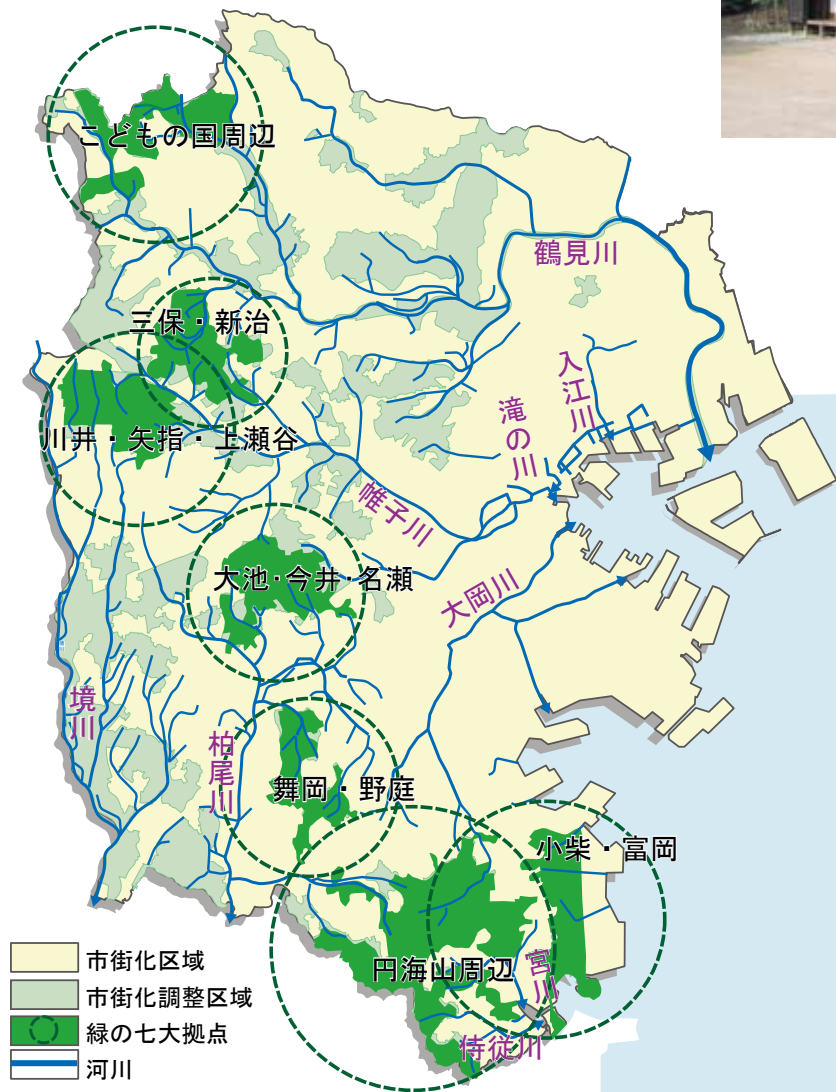 こどもの国周辺
鶴見川
三保・新治
入江川
滝の川
川井・矢指・上瀬谷
帷子川
大池・今井・名瀬
大岡川
境川
柏尾川
舞岡・野庭
小柴・富岡
円海山周辺
宮川
侍従川
市街化区域
市街化調整区域
緑の七大拠点
河川